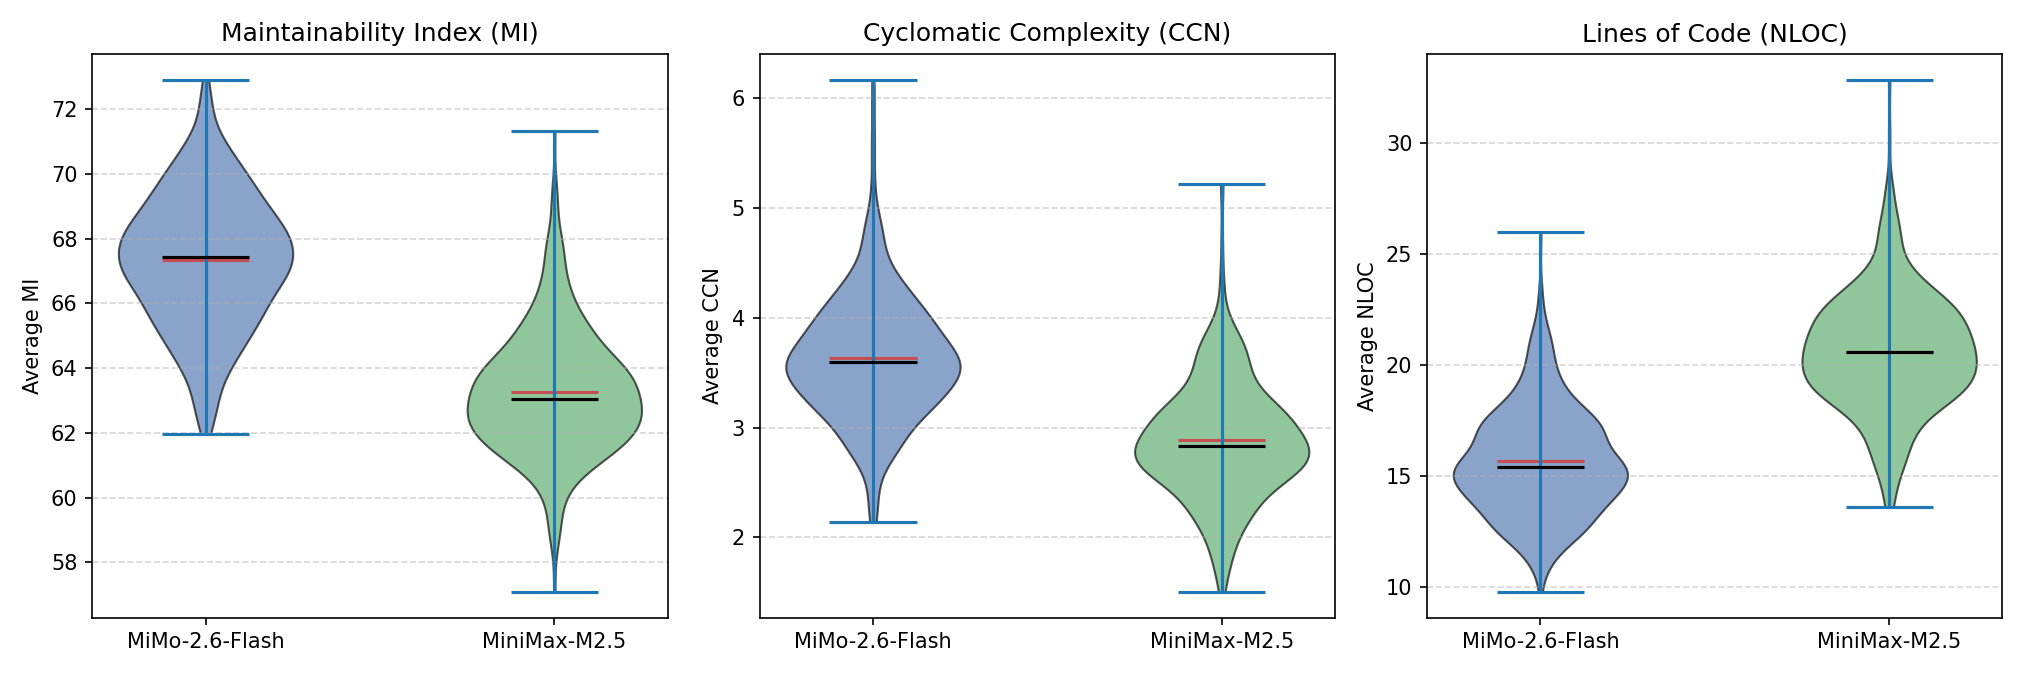 Maintainability Index (MI)
Average MI
72
70
68
66
64
62
60
58
MiMo-2.6-Flash
MiniMax-M2.5
Cyclomatic Complexity (CCN)
Average CCN
6
5
4
3
2
MiMo-2.6-Flash
MiniMax-M2.5
Lines of Code (NLOC)
Average NLOC
30
25
20
15
10
MiMo-2.6-Flash
MiniMax-M2.5